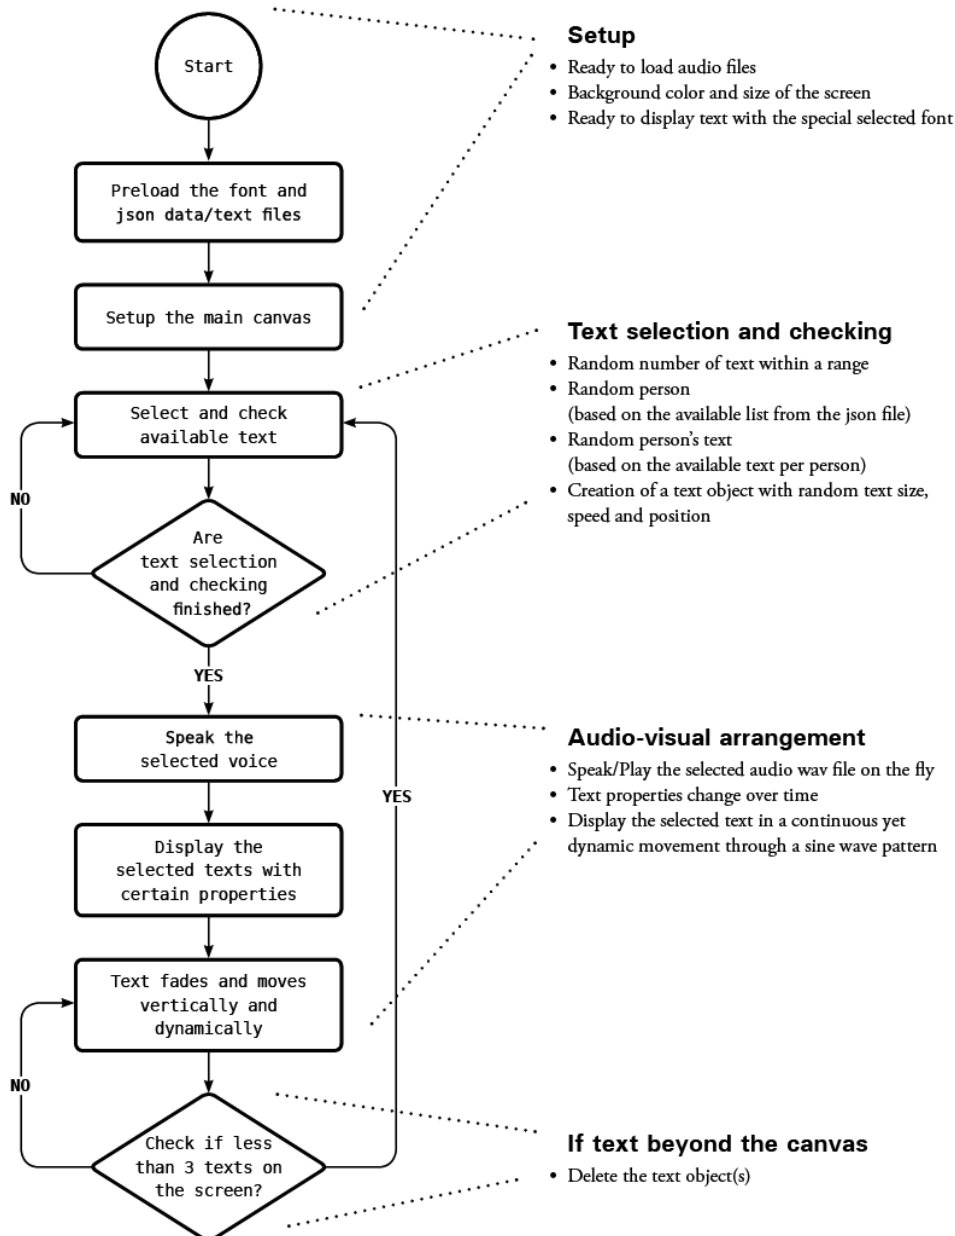 Start
Preload the font and
json data/text files
Setup the main canvas
Select and check
available text
NO
Are
text selection
and checking
finished?
YES
Speak the
selected voice
YES
Display the
selected texts with
certain properties
Text fades and moves
vertically and
dynamically
NO
Check if less
than 3 texts on
the screen?
Setup
• Ready to load audio files
• Background color and size of the screen
• Ready to display text with the special selected font
Text selection and checking
• Random number of text within a range
• Random person
(based on the available list from the json file)
• Random person’s text
(based on the available text per person)
• Creation of a text object with random text size,
speed and position
Audio-visual arrangement
• Speak/Play the selected audio wav file on the fly
• Text properties change over time
• Display the selected text in a continuous yet
dynamic movement through a sine wave pattern
If text beyond the canvas
• Delete the text object(s)